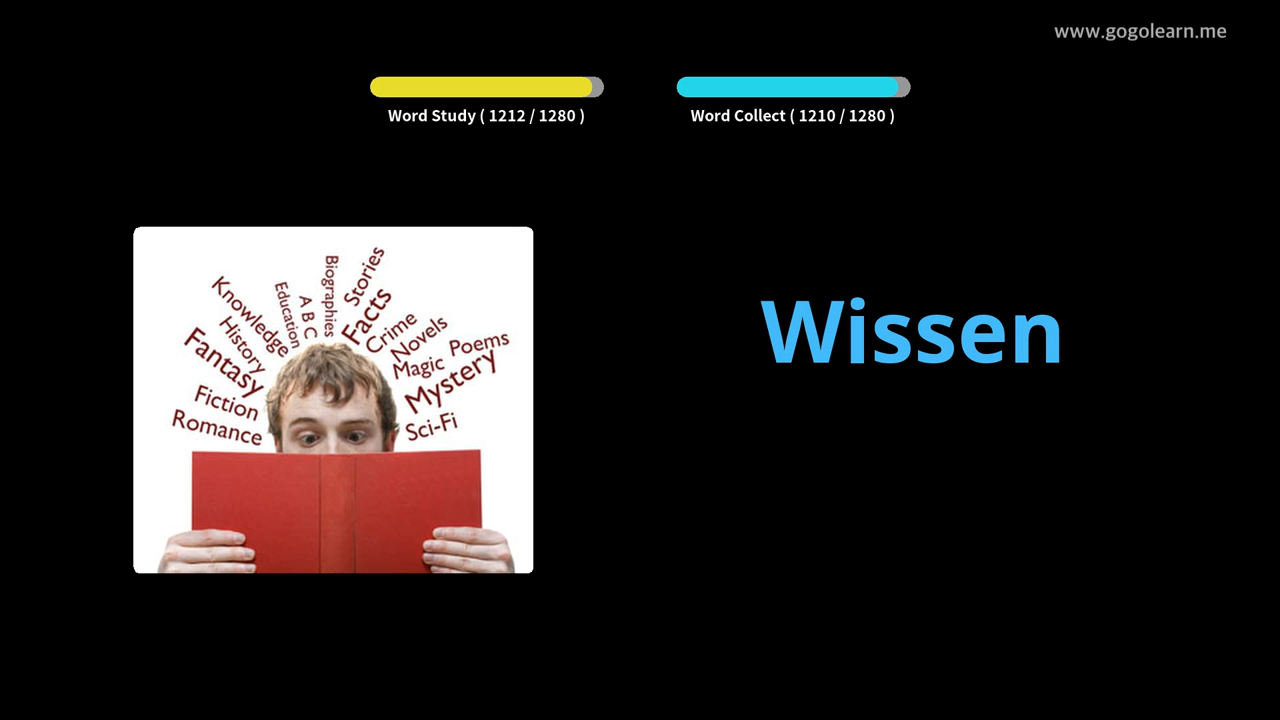 www.gogolearn.me
Word Study ( 1212 / 1280 )
Word Collect ( 1210 / 1280 )
Wissen
Romance
Fiction
Fantasy
History
Knowledge
Education
A B C
Biographies
Stories
Facts
Crime
Novels
Poems
Magic
Mystery
Sci-Fi